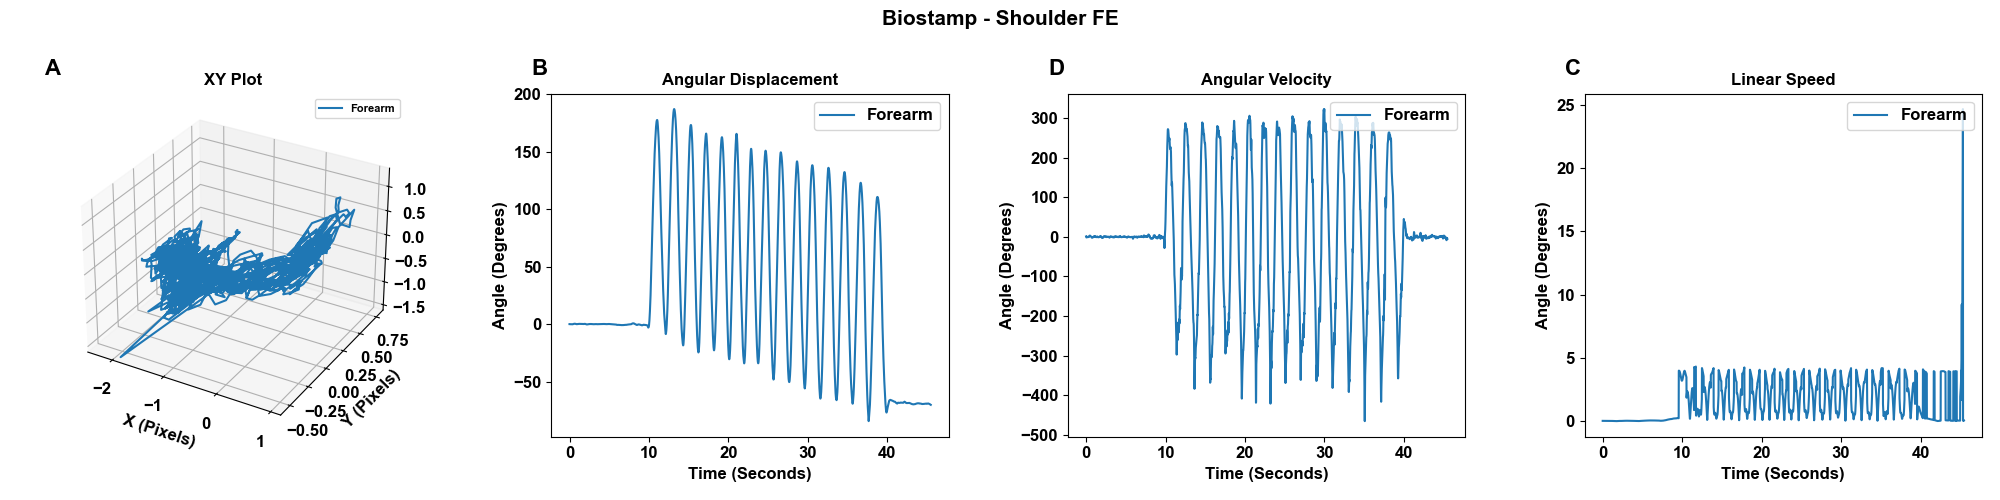 Biostamp - Shoulder FE
A
XY Plot
Forearm
1.0
0.5
0.0
−0.5
−1.0
−1.5
0.75
0.50
0.25
0.00
−0.25
−0.50
Y (Pixels)
−2
−1
0
1
X (Pixels)
B
Angular Displacement
Forearm
200
150
100
50
0
−50
Angle (Degrees)
0 10 20 30 40
Time (Seconds)
D
Angular Velocity
Forearm
300
200
100
0
−100
−200
−300
−400
−500
Angle (Degrees)
0 10 20 30 40
Time (Seconds)
C
Linear Speed
Forearm
25
20
15
10
5
0
Angle (Degrees)
0 10 20 30 40
Time (Seconds)